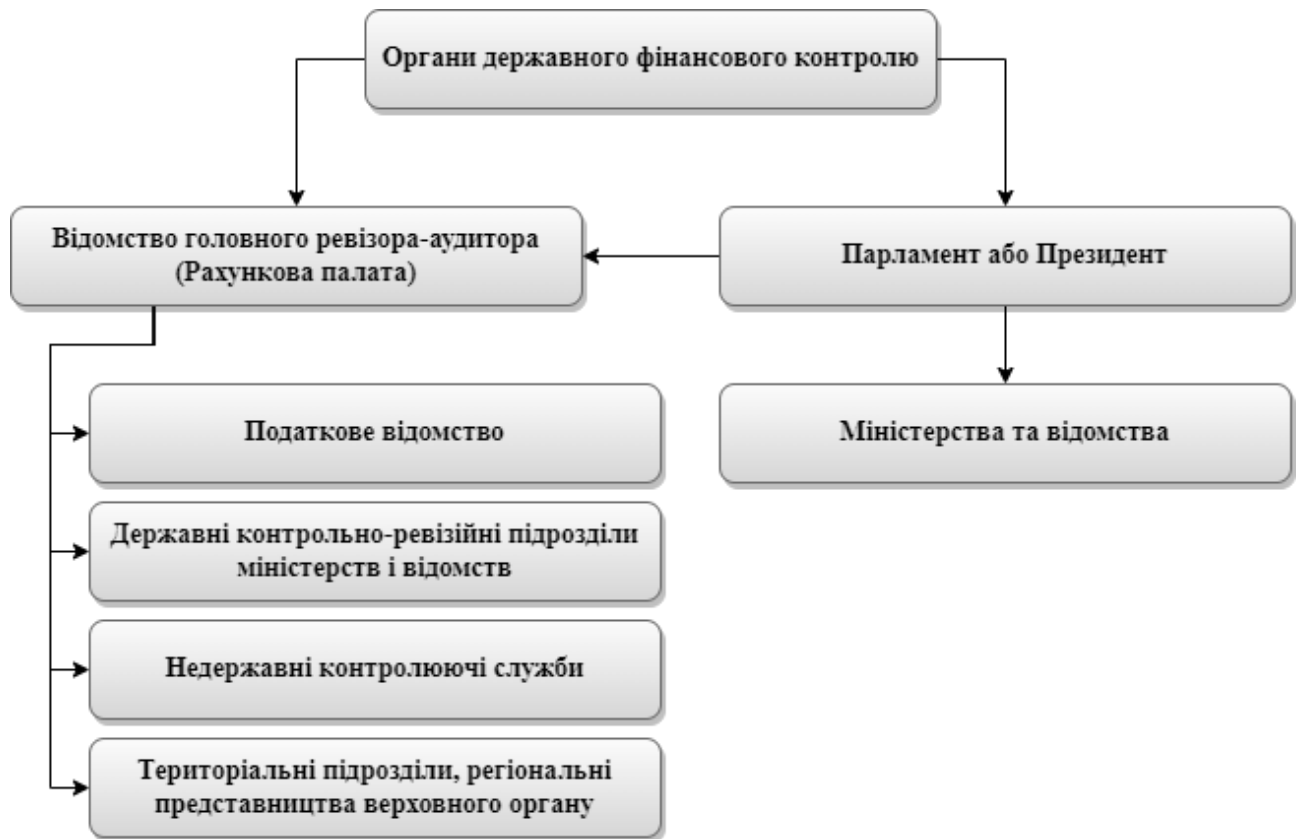 Органи державного фінансового контролю
Відомство головного ревізора-аудитора
(Рахункова палата)
Парламент або Президент
Податкове відомство
Міністерства та відомства
Державні контрольно-ревізійні підрозділи
міністерств і відомств
Недержавні контролюючі служби
Територіальні підрозділи, регіональні
представництва верховного органу